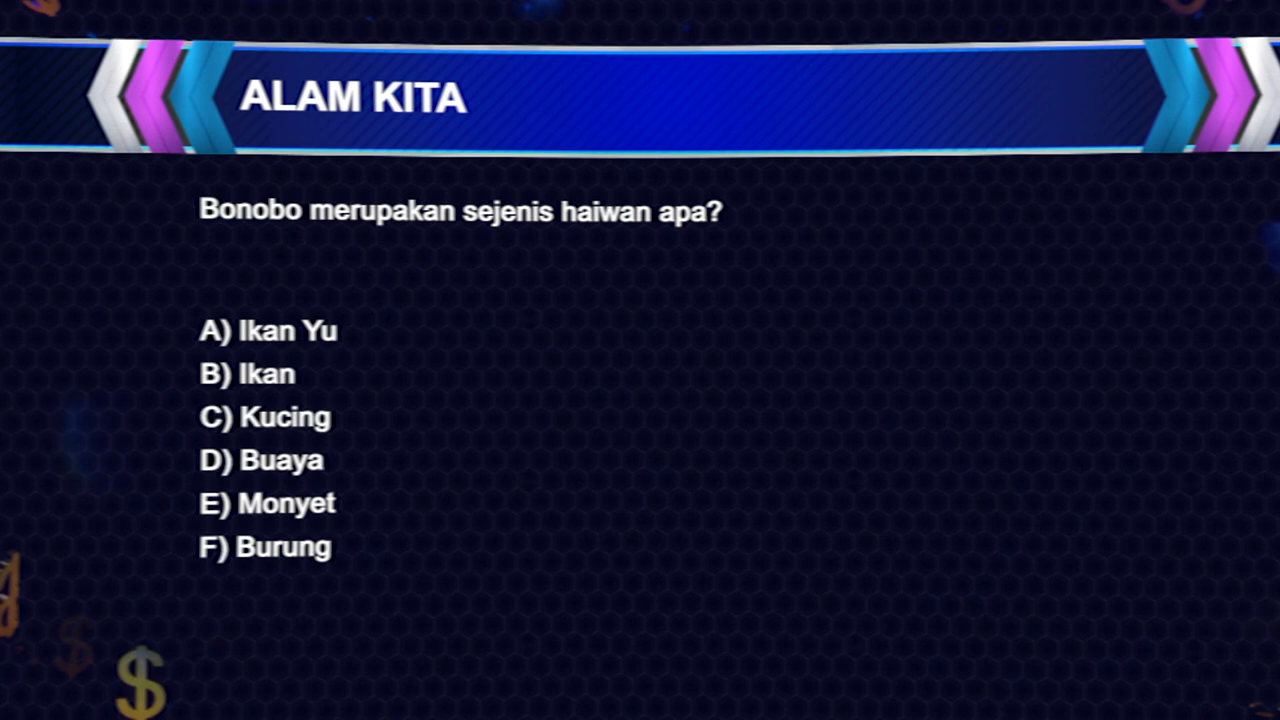 ALAM KITA
Bonobo merupakan sejenis haiwan apa?
A) Ikan Yu
B) Ikan
C) Kucing
D) Buaya
E) Monyet
F) Burung
$
$